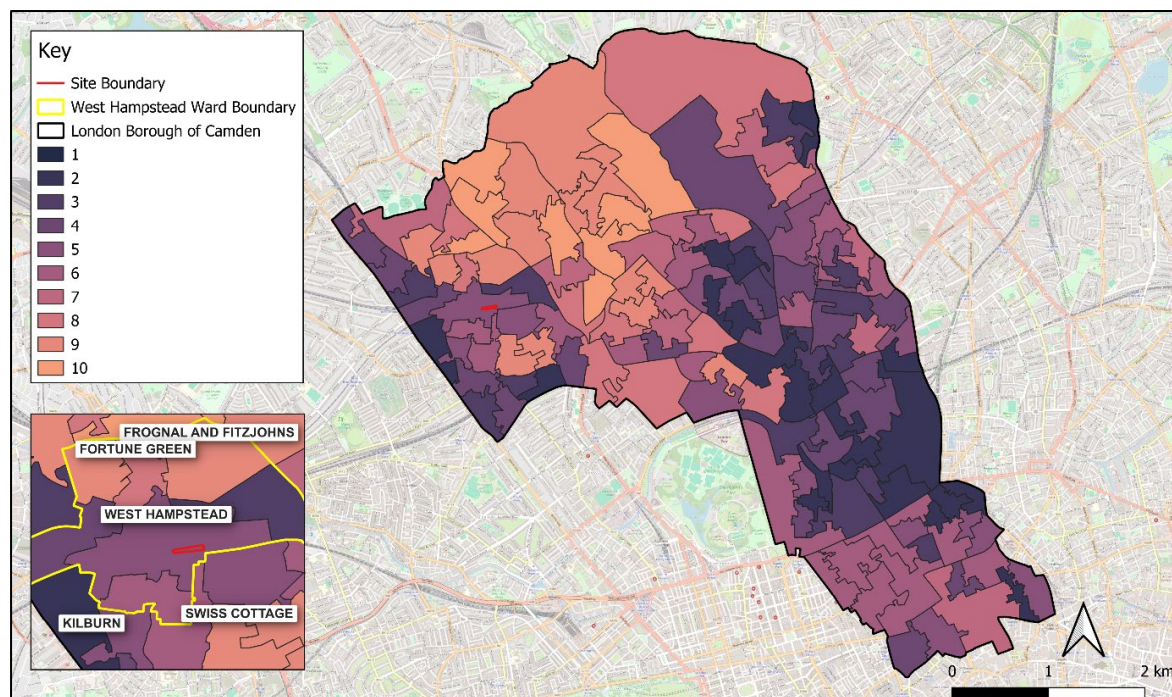 Key
Site Boundary
West Hampstead Ward Boundary
London Borough of Camden
1
2
3
4
5
6
7
8
9
10
FROGNAL AND FITZJOHNS
FORTUNE GREEN
WEST HAMPSTEAD
SWISS COTTAGE
KILBURN
0 1 2 km